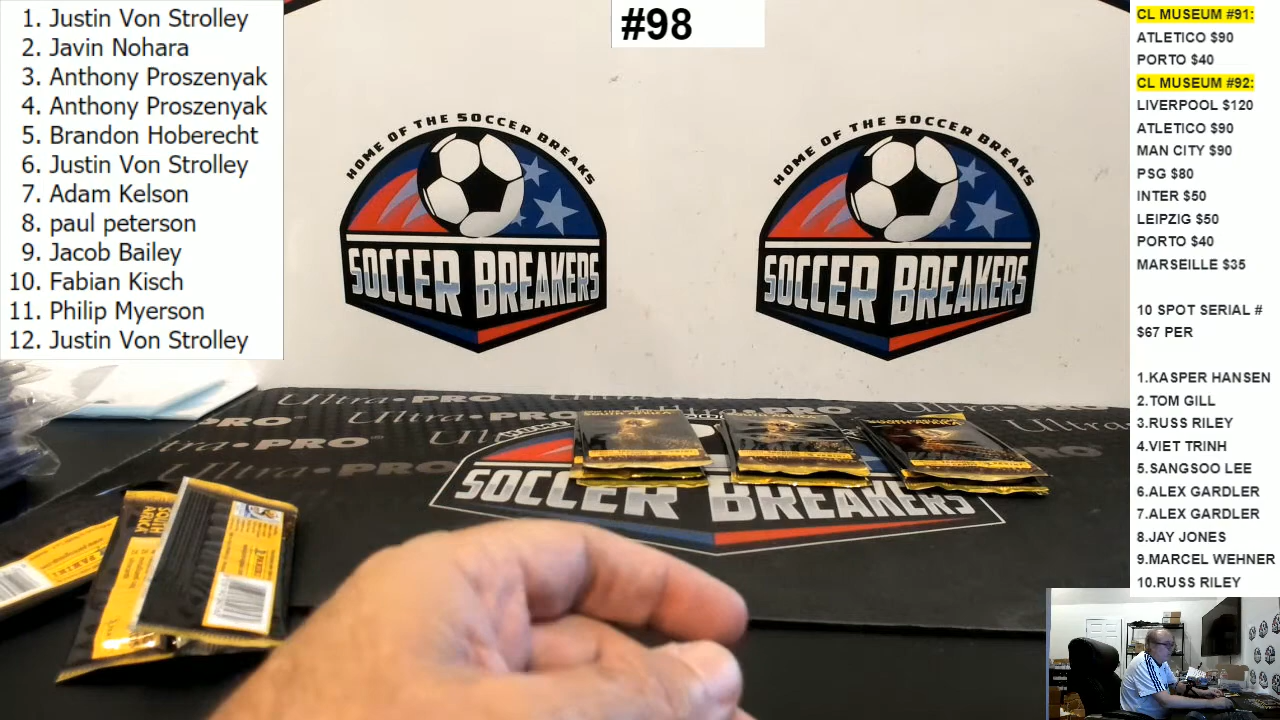 1. Justin Von Strolley
2. Javin Nohara
3. Anthony Proszenyak
4. Anthony Proszenyak
5. Brandon Hoberecht
6. Justin Von Strolley
7. Adam Kelson
8. paul peterson
9. Jacob Bailey
10. Fabian Kisch
11. Philip Myerson
12. Justin Von Strolley
#98
HOME OF THE SOCCER BREAKS
SOCCER BREAKERS
HOME OF THE SOCCER BREAKS
SOCCER BREAKERS
CL MUSEUM #91:
ATLETICO $90
PORTO $40
CL MUSEUM #92:
LIVERPOOL $120
ATLETICO $90
MAN CITY $90
PSG $80
INTER $50
LEIPZIG $50
PORTO $40
MARSEILLE $35
10 SPOT SERIAL #
$67 PER
1.KASPER HANSEN
2.TOM GILL
3.RUSS RILEY
4.VIET TRINH
5.SANGSOO LEE
6.ALEX GARDLER
7.ALEX GARDLER
8.JAY JONES
9.MARCEL WEHNER
10.RUSS RILEY
Ultra PRO
SOCCER BREAKERS
SOUTH
AFRICA
PANINI